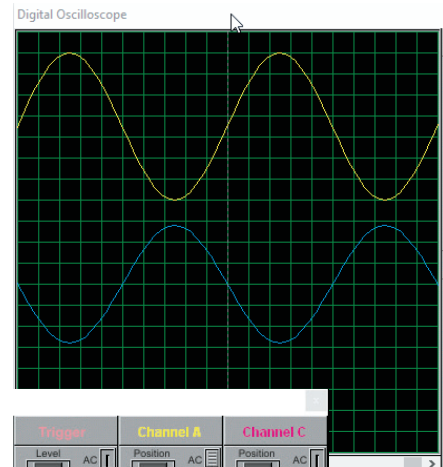 Digital Oscilloscope
Trigger
Channel A
Channel C
Level
AC
Position
AC
Position
AC